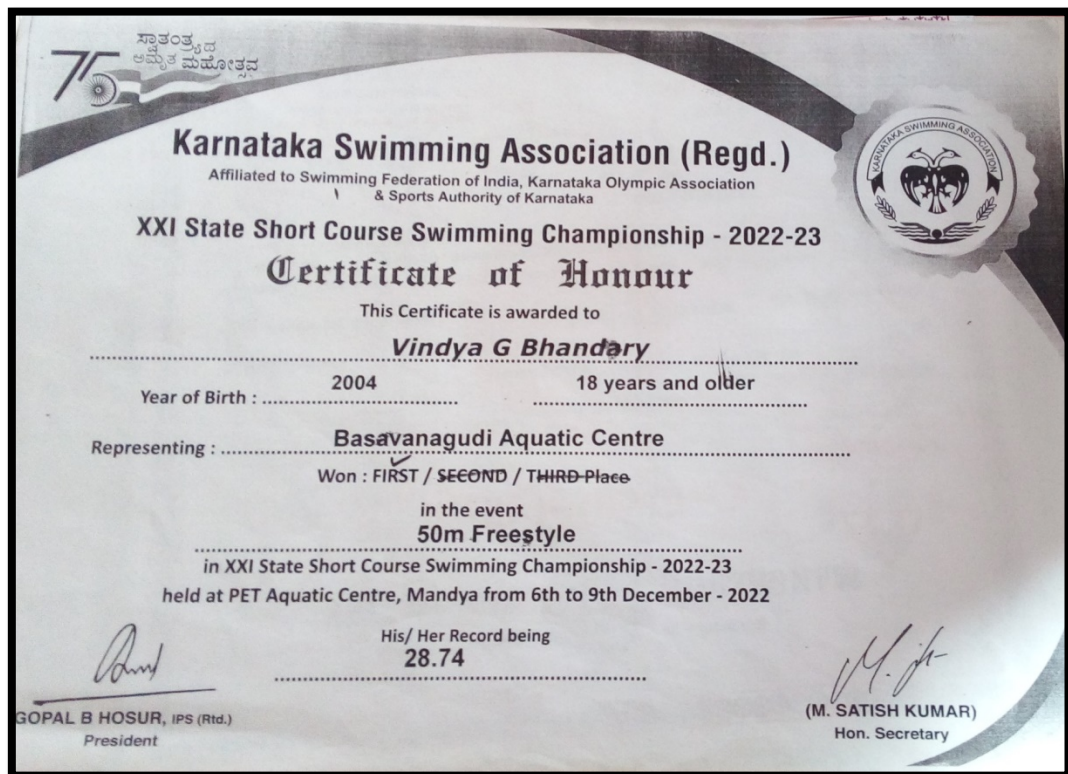 ಸ್ವಾತಂತ್ರ್ಯದ
ಅಮೃತ ಮಹೋತ್ಸವ
75
KARNATAKA SWIMMING ASSOCIATION
Karnataka Swimming Association (Regd.)
Affiliated to Swimming Federation of India, Karnataka Olympic Association
& Sports Authority of Karnataka
XXI State Short Course Swimming Championship - 2022-23
Certificate of Honour
This Certificate is awarded to
Vindya G Bhandary
Year of Birth : 2004 18 years and older
Representing : Basavanagudi Aquatic Centre
Won : FIRST / SECOND / THIRD Place
in the event
50m Freestyle
in XXI State Short Course Swimming Championship - 2022-23
held at PET Aquatic Centre, Mandya from 6th to 9th December - 2022
His/ Her Record being
28.74
GOPAL B HOSUR, IPS (Rtd.)
President
(M. SATISH KUMAR)
Hon. Secretary